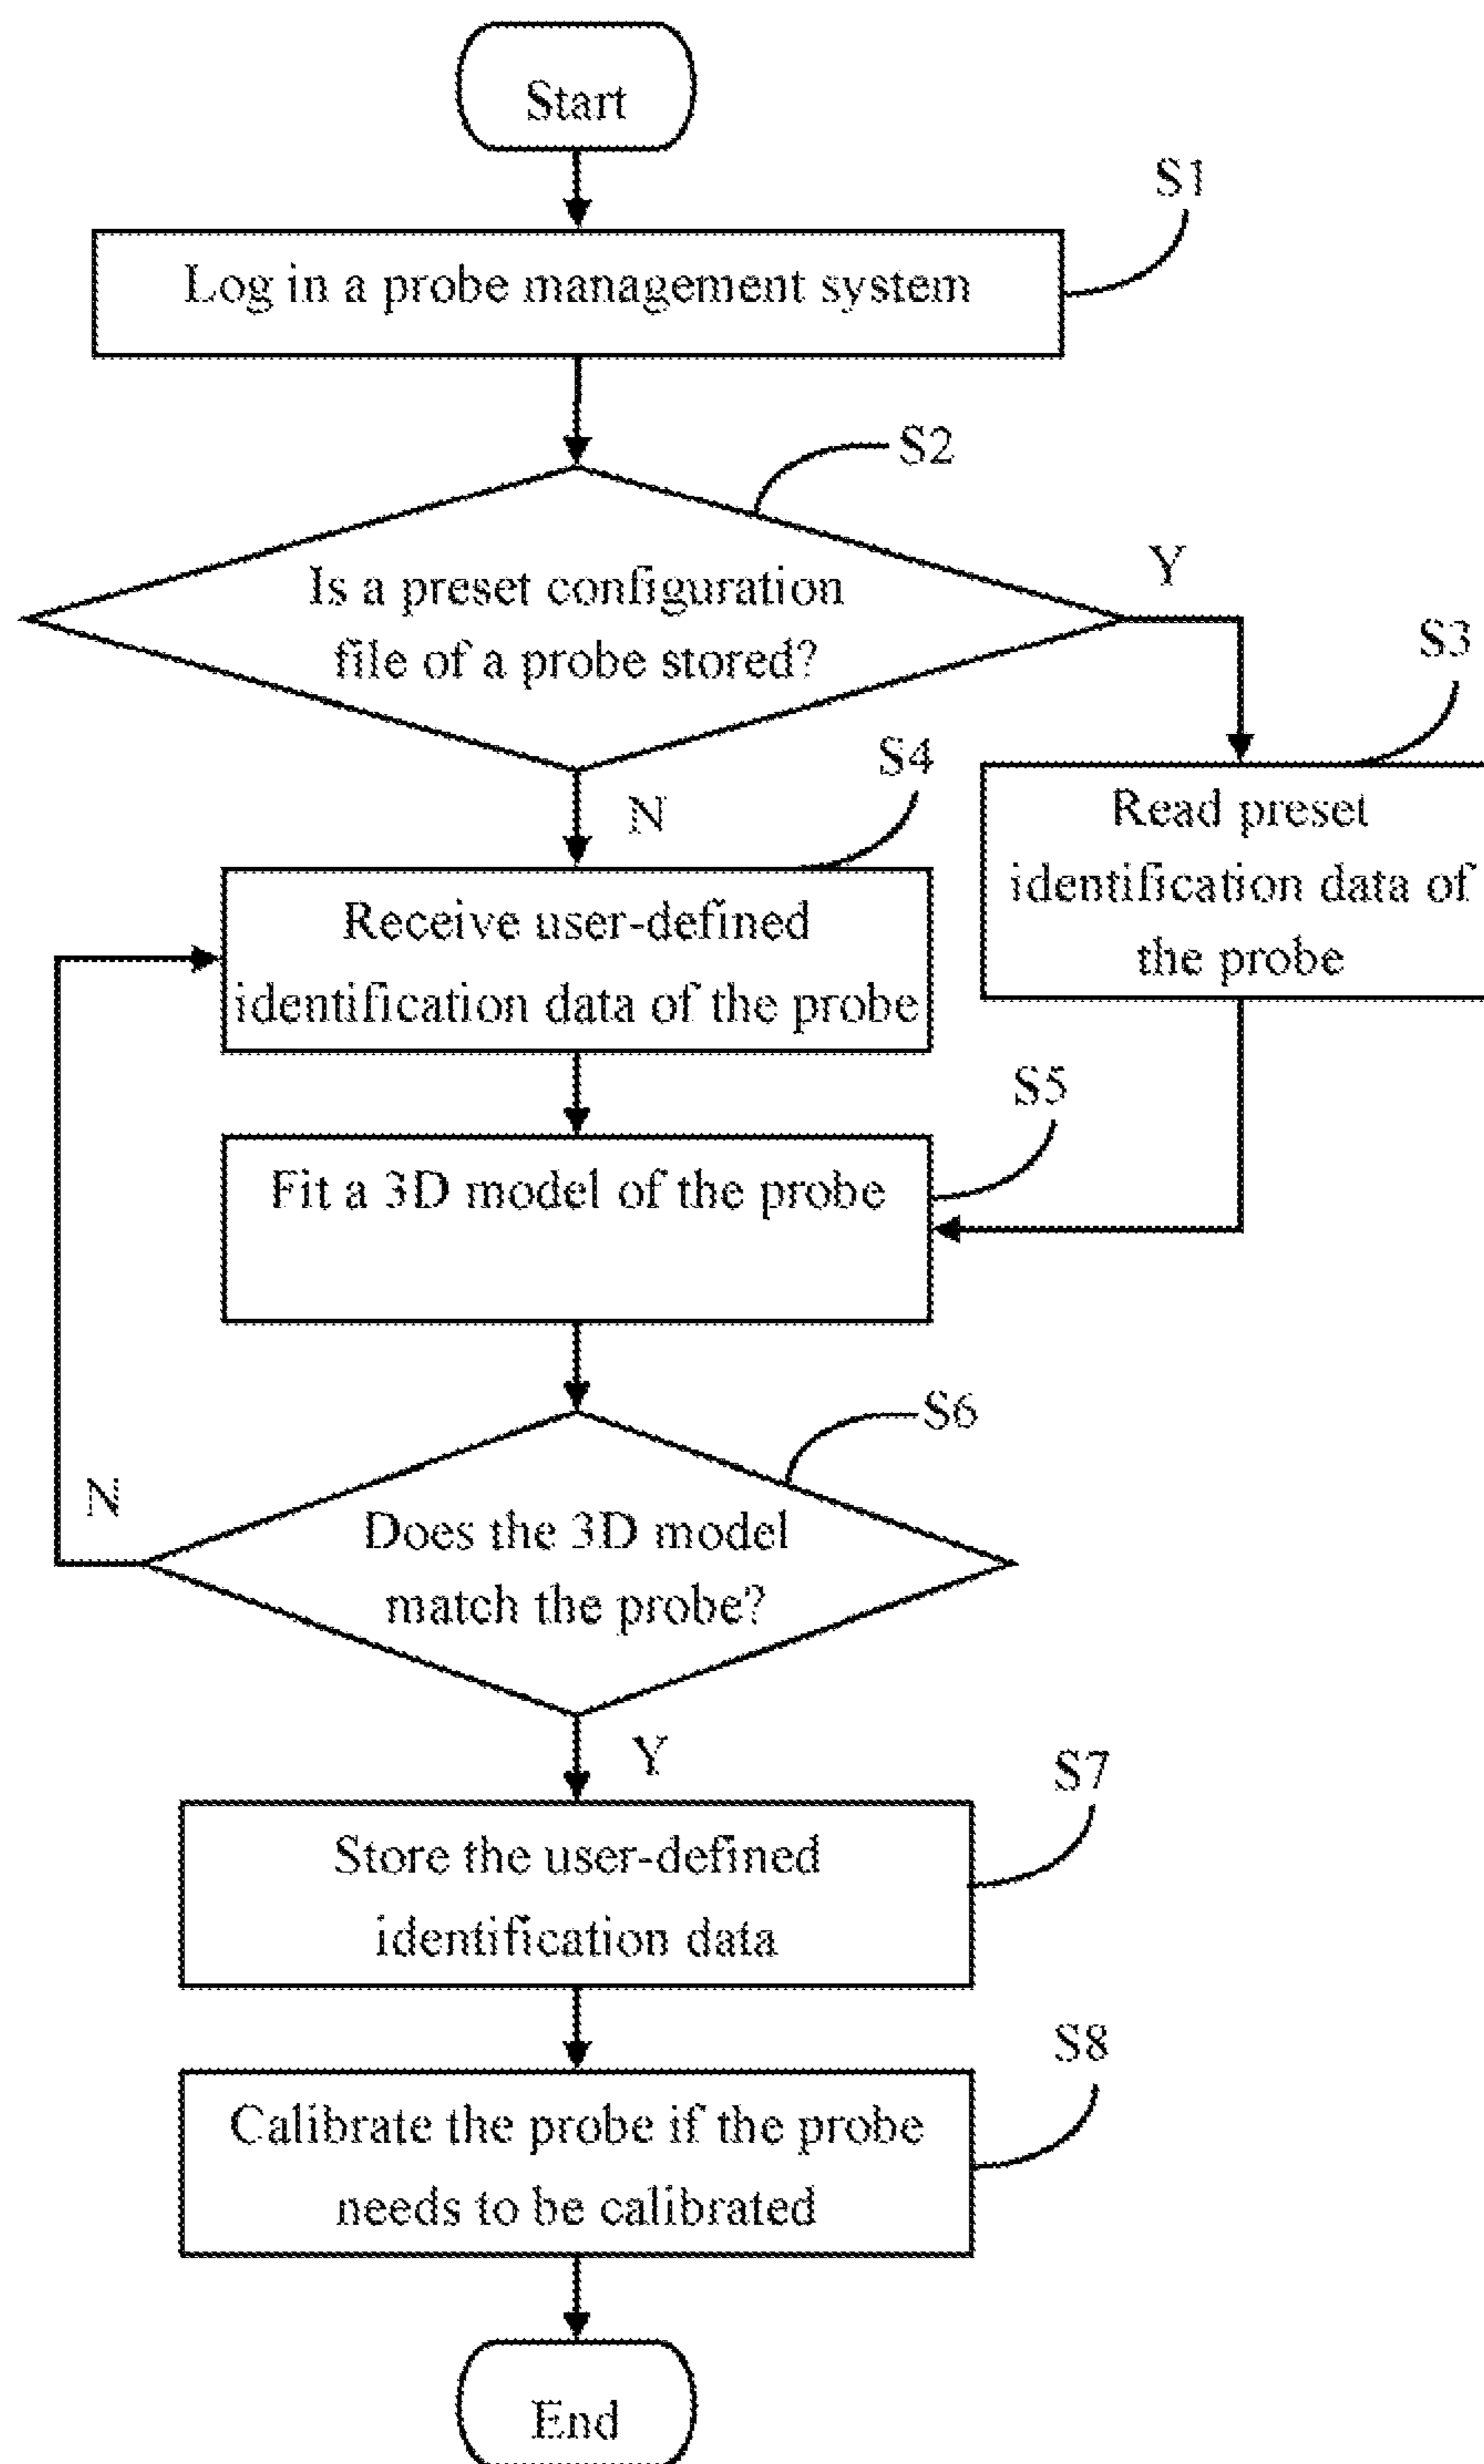 Start
S1
Log in a probe management system
S2
Is a preset configuration
file of a probe stored?
Y
S3
Read preset
identification data of
the probe
S4
N
Receive user-defined
identification data of the probe
S5
Fit a 3D model of the probe
S6
N
Does the 3D model
match the probe?
Y
S7
Store the user-defined
identification data
S8
Calibrate the probe if the probe
needs to be calibrated
End